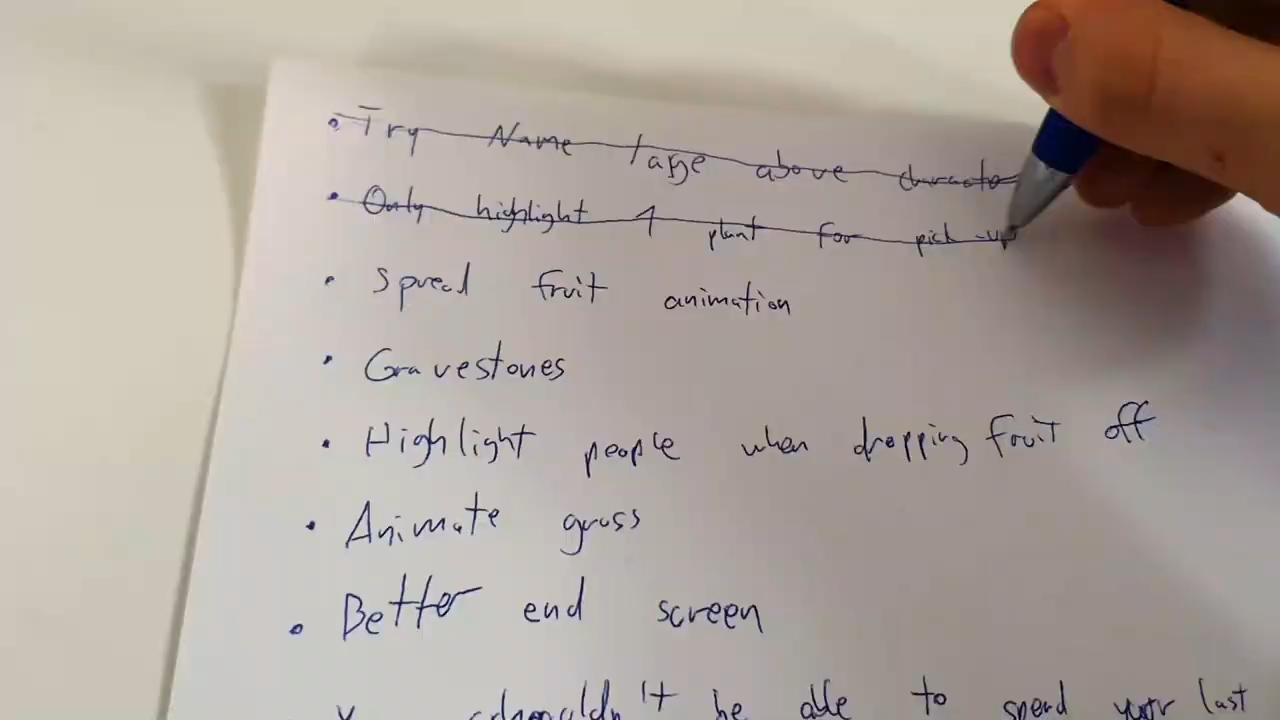 • Try Name large above character
• Only highlight 1 plant for pick-up
• Spread fruit animation
• Gravestones
• Highlight people when dropping fruit off
• Animate grass
• Better end screen
shouldn't be able to spend your last